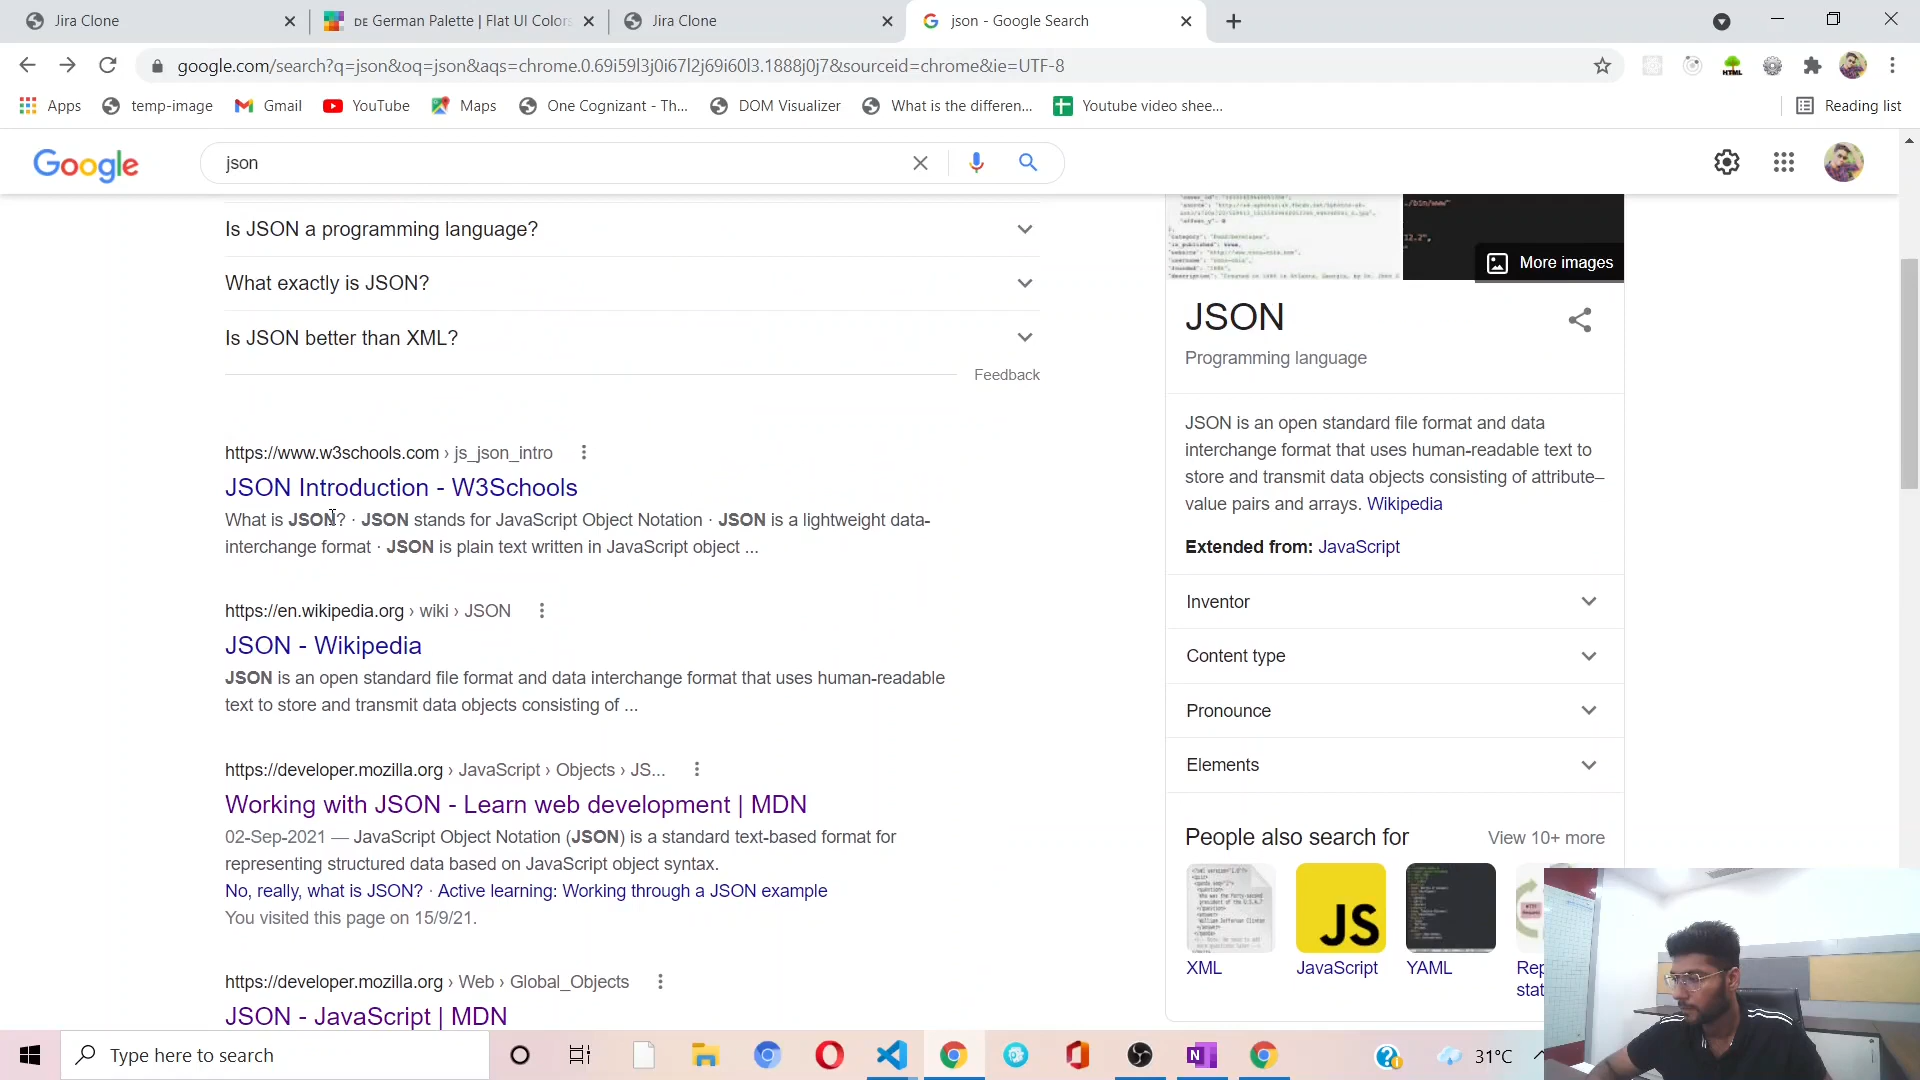 Jira Clone
DE German Palette | Flat UI Colors
Jira Clone
json - Google Search
google.com/search?q=json&oq=json&aqs=chrome.0.69i59l3j0i67l2j69i60l3.1888j0j7&sourceid=chrome&ie=UTF-8
HTML
Apps
temp-image
Gmail
YouTube
Maps
One Cognizant - Th...
DOM Visualizer
What is the differen...
Youtube video shee...
Reading list
Google
json
Is JSON a programming language?
What exactly is JSON?
Is JSON better than XML?
Feedback
https://www.w3schools.com › js_json_intro
JSON Introduction - W3Schools
What is JSON? · JSON stands for JavaScript Object Notation · JSON is a lightweight data-
interchange format · JSON is plain text written in JavaScript object ...
https://en.wikipedia.org › wiki › JSON
JSON - Wikipedia
JSON is an open standard file format and data interchange format that uses human-readable
text to store and transmit data objects consisting of ...
https://developer.mozilla.org › JavaScript › Objects › JS...
Working with JSON - Learn web development | MDN
02-Sep-2021 — JavaScript Object Notation (JSON) is a standard text-based format for
representing structured data based on JavaScript object syntax.
No, really, what is JSON? · Active learning: Working through a JSON example
You visited this page on 15/9/21.
https://developer.mozilla.org › Web › Global_Objects
JSON - JavaScript | MDN
More images
JSON
Programming language
JSON is an open standard file format and data
interchange format that uses human-readable text to
store and transmit data objects consisting of attribute–
value pairs and arrays. Wikipedia
Extended from: JavaScript
Inventor
Content type
Pronounce
Elements
People also search for
View 10+ more
JS
XML
JavaScript
YAML
Rep
stat
Type here to search
31°C